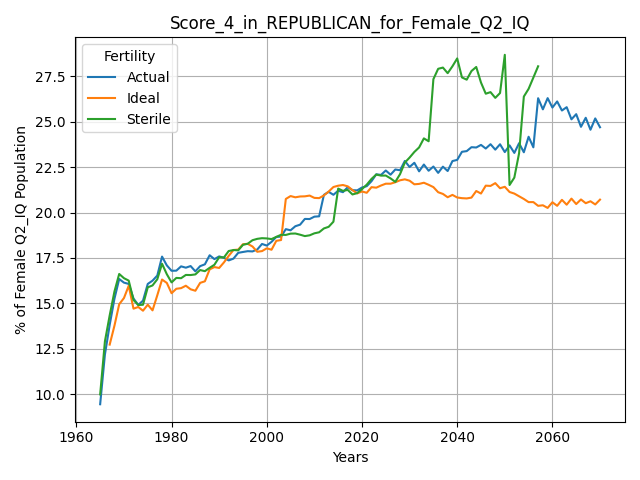 Score_4_in_REPUBLICAN_for_Female_Q2_IQ
Fertility
Actual
Ideal
Sterile
% of Female Q2_IQ Population
27.5
25.0
22.5
20.0
17.5
15.0
12.5
10.0
1960
1980
2000
2020
2040
2060
Years